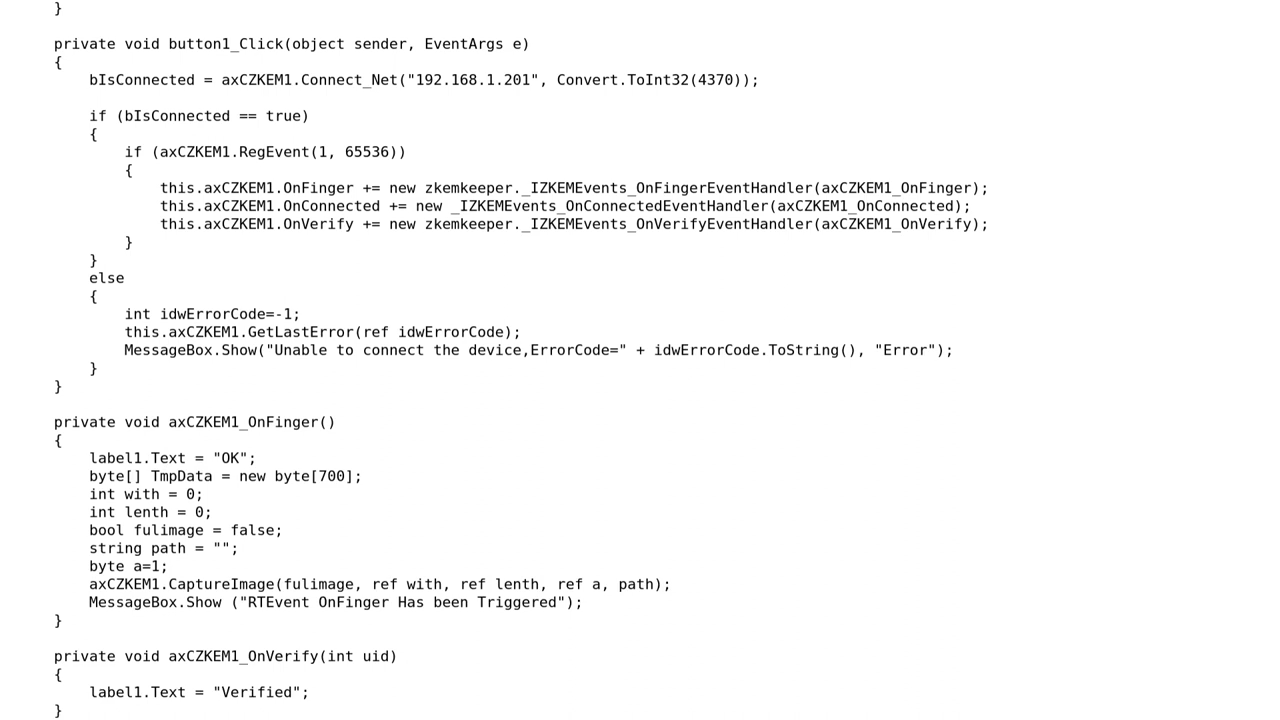 }
private void button1_Click(object sender, EventArgs e)
{
bIsConnected = axCZKEM1.Connect_Net("192.168.1.201", Convert.ToInt32(4370));
if (bIsConnected == true)
{
if (axCZKEM1.RegEvent(1, 65536))
{
this.axCZKEM1.OnFinger += new zkemkeeper._IZKEMEvents_OnFingerEventHandler(axCZKEM1_OnFinger);
this.axCZKEM1.OnConnected += new _IZKEMEvents_OnConnectedEventHandler(axCZKEM1_OnConnected);
this.axCZKEM1.OnVerify += new zkemkeeper._IZKEMEvents_OnVerifyEventHandler(axCZKEM1_OnVerify);
}
}
else
{
int idwErrorCode=-1;
this.axCZKEM1.GetLastError(ref idwErrorCode);
MessageBox.Show("Unable to connect the device,ErrorCode=" + idwErrorCode.ToString(), "Error");
}
}
private void axCZKEM1_OnFinger()
{
label1.Text = "OK";
byte[] TmpData = new byte[700];
int with = 0;
int lenth = 0;
bool fulimage = false;
string path = "";
byte a=1;
axCZKEM1.CaptureImage(fulimage, ref with, ref lenth, ref a, path);
MessageBox.Show ("RTEvent OnFinger Has been Triggered");
}
private void axCZKEM1_OnVerify(int uid)
{
label1.Text = "Verified";
}